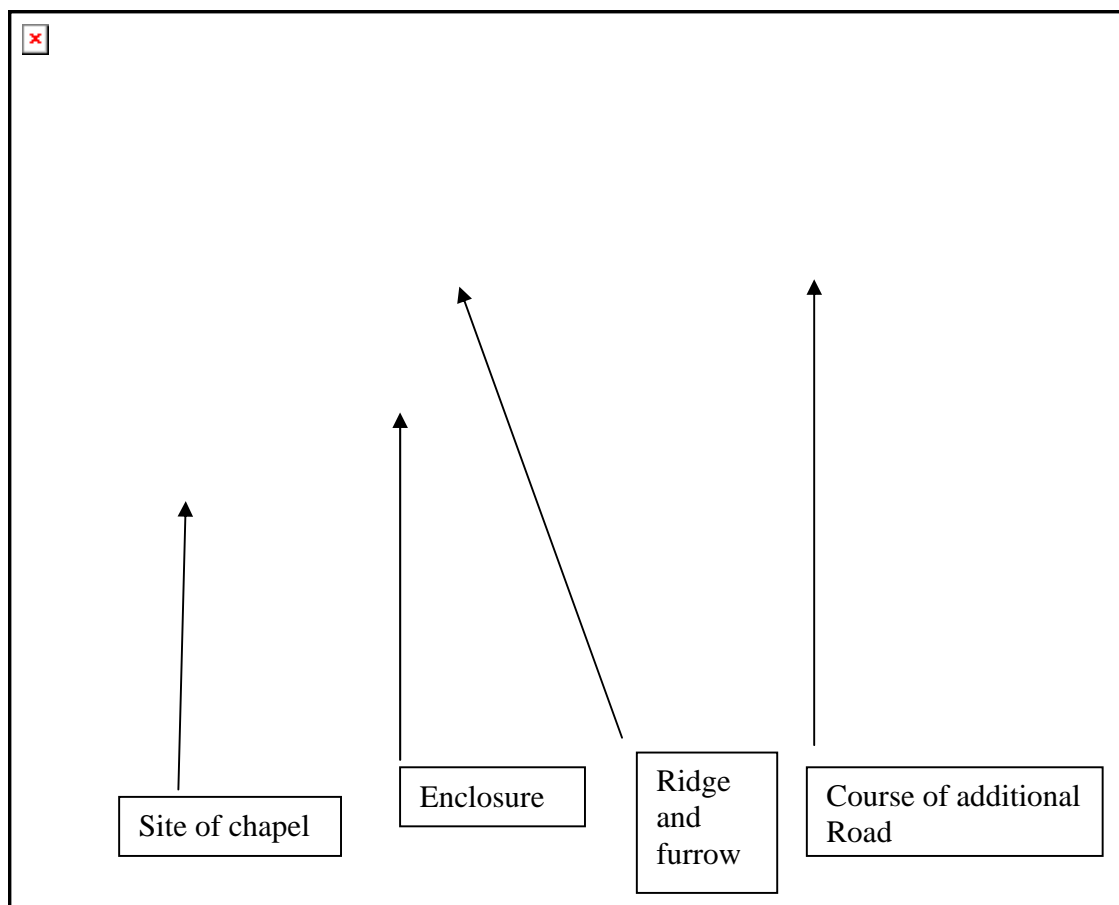 Site of chapel
Enclosure
Ridge
and
furrow
Course of additional
Road